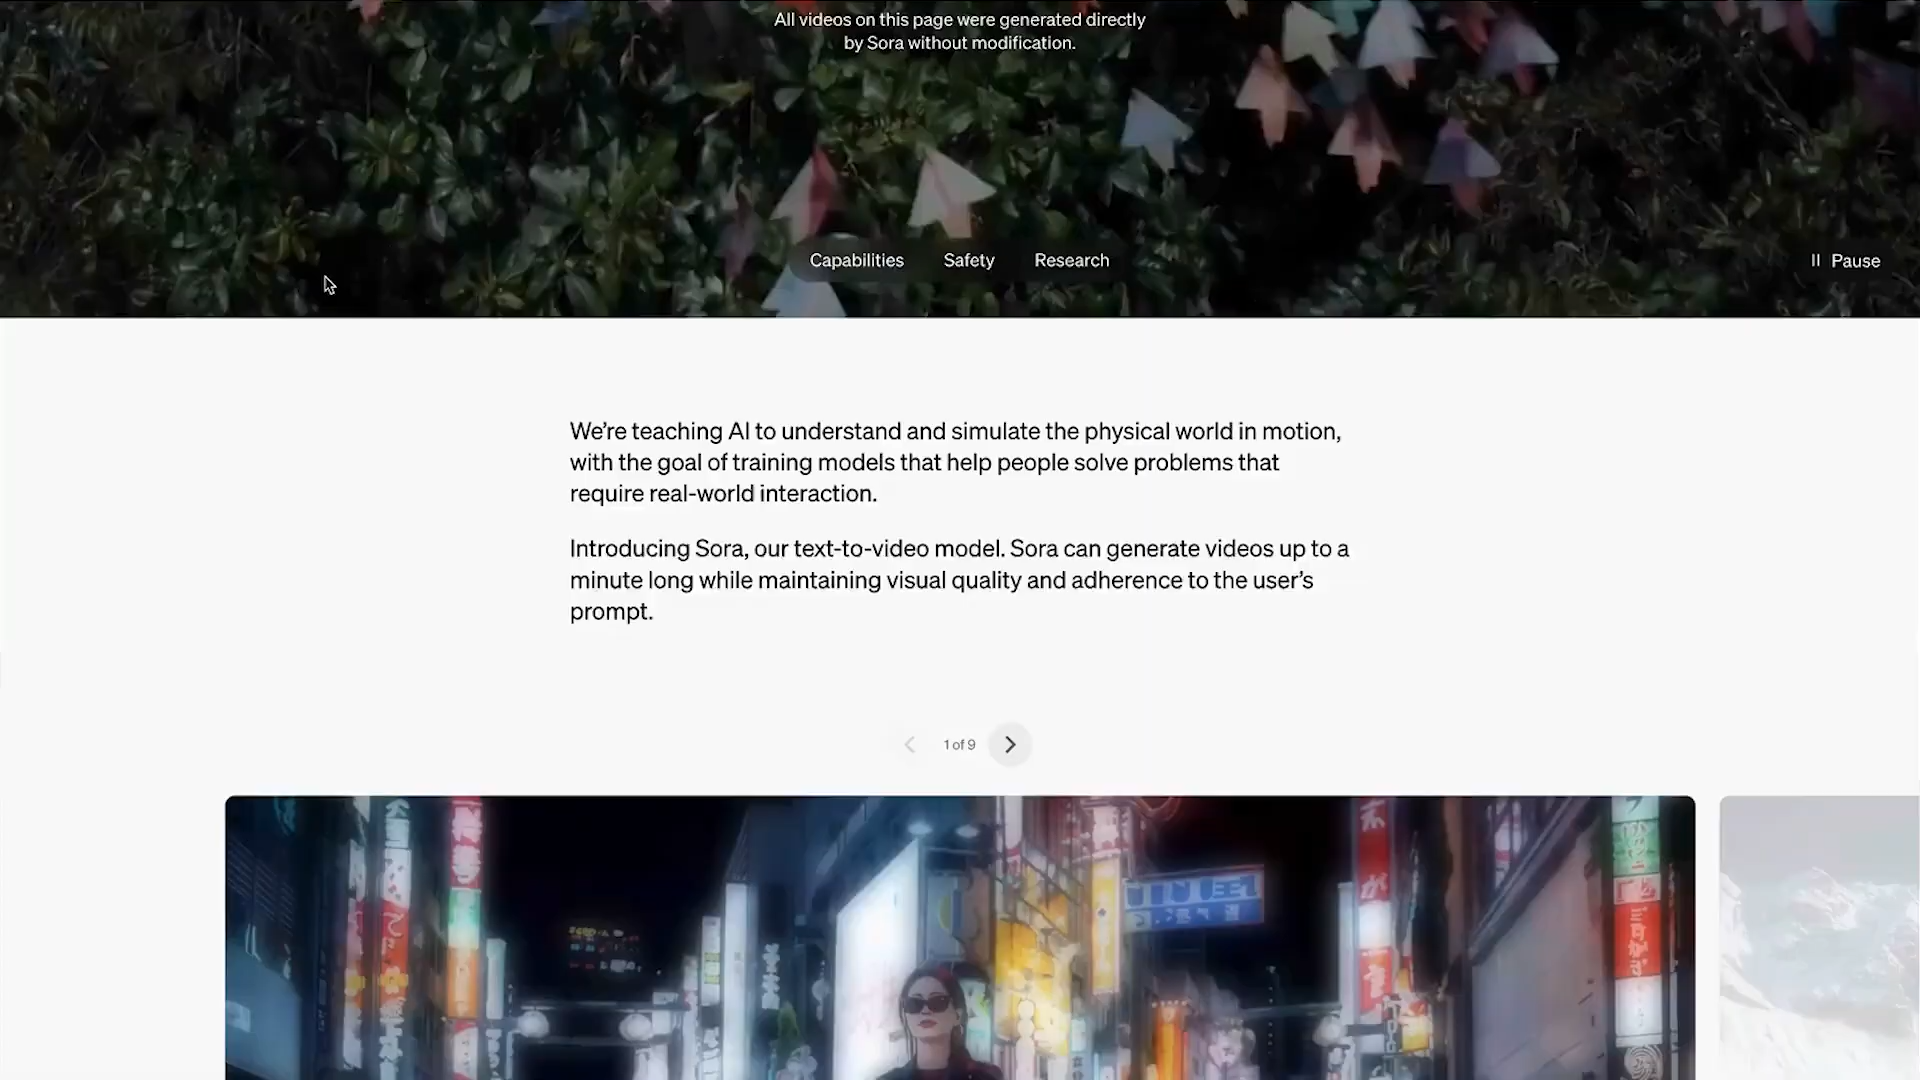 All videos on this page were generated directly
by Sora without modification.
Capabilities
Safety
Research
Pause
We’re teaching AI to understand and simulate the physical world in motion,
with the goal of training models that help people solve problems that
require real-world interaction.
Introducing Sora, our text-to-video model. Sora can generate videos up to a
minute long while maintaining visual quality and adherence to the user’s
prompt.
1 of 9